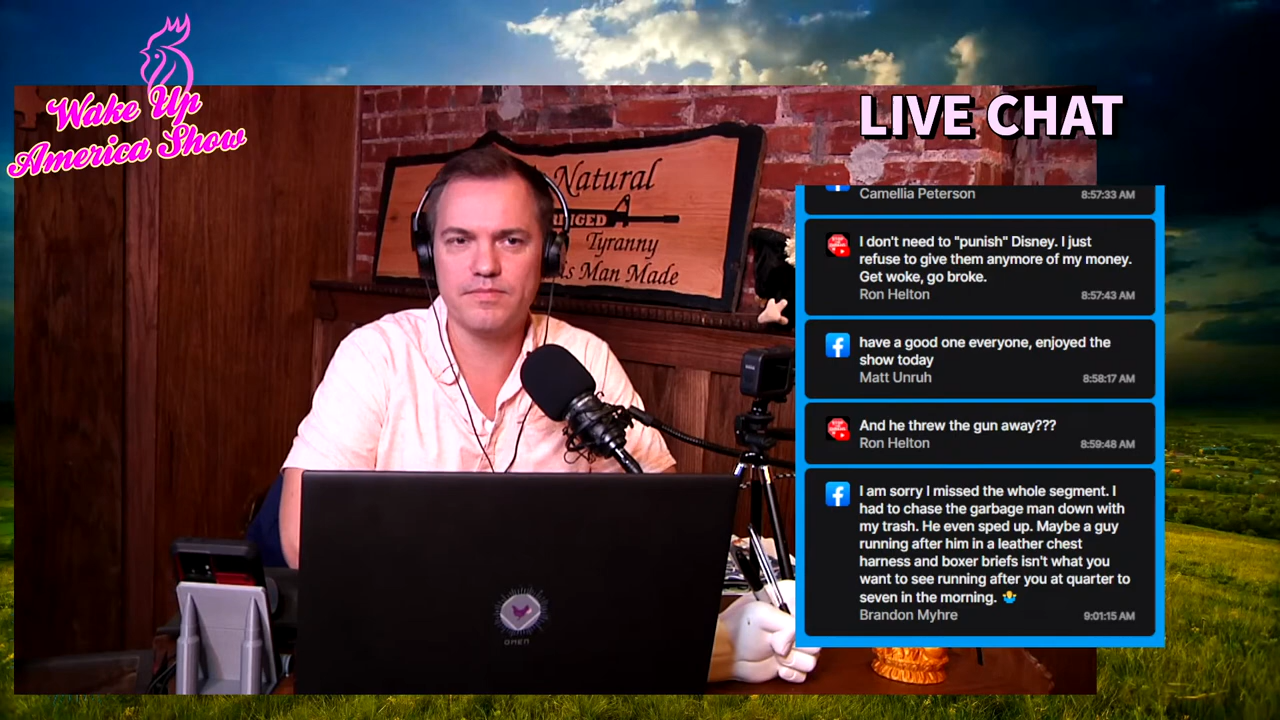 Wake Up
America Show
LIVE CHAT
Natural
Tyranny
is Man Made
Camellia Peterson
8:57:33 AM
I don't need to "punish" Disney. I just
refuse to give them anymore of my money.
Get woke, go broke.
Ron Helton
8:57:43 AM
have a good one everyone, enjoyed the
show today
Matt Unruh
8:58:17 AM
And he threw the gun away???
Ron Helton
8:59:48 AM
I am sorry I missed the whole segment. I
had to chase the garbage man down with
my trash. He even sped up. Maybe a guy
running after him in a leather chest
harness and boxer briefs isn't what you
want to see running after you at quarter to
seven in the morning. 🤷‍♂️
Brandon Myhre
9:01:15 AM
OMEN